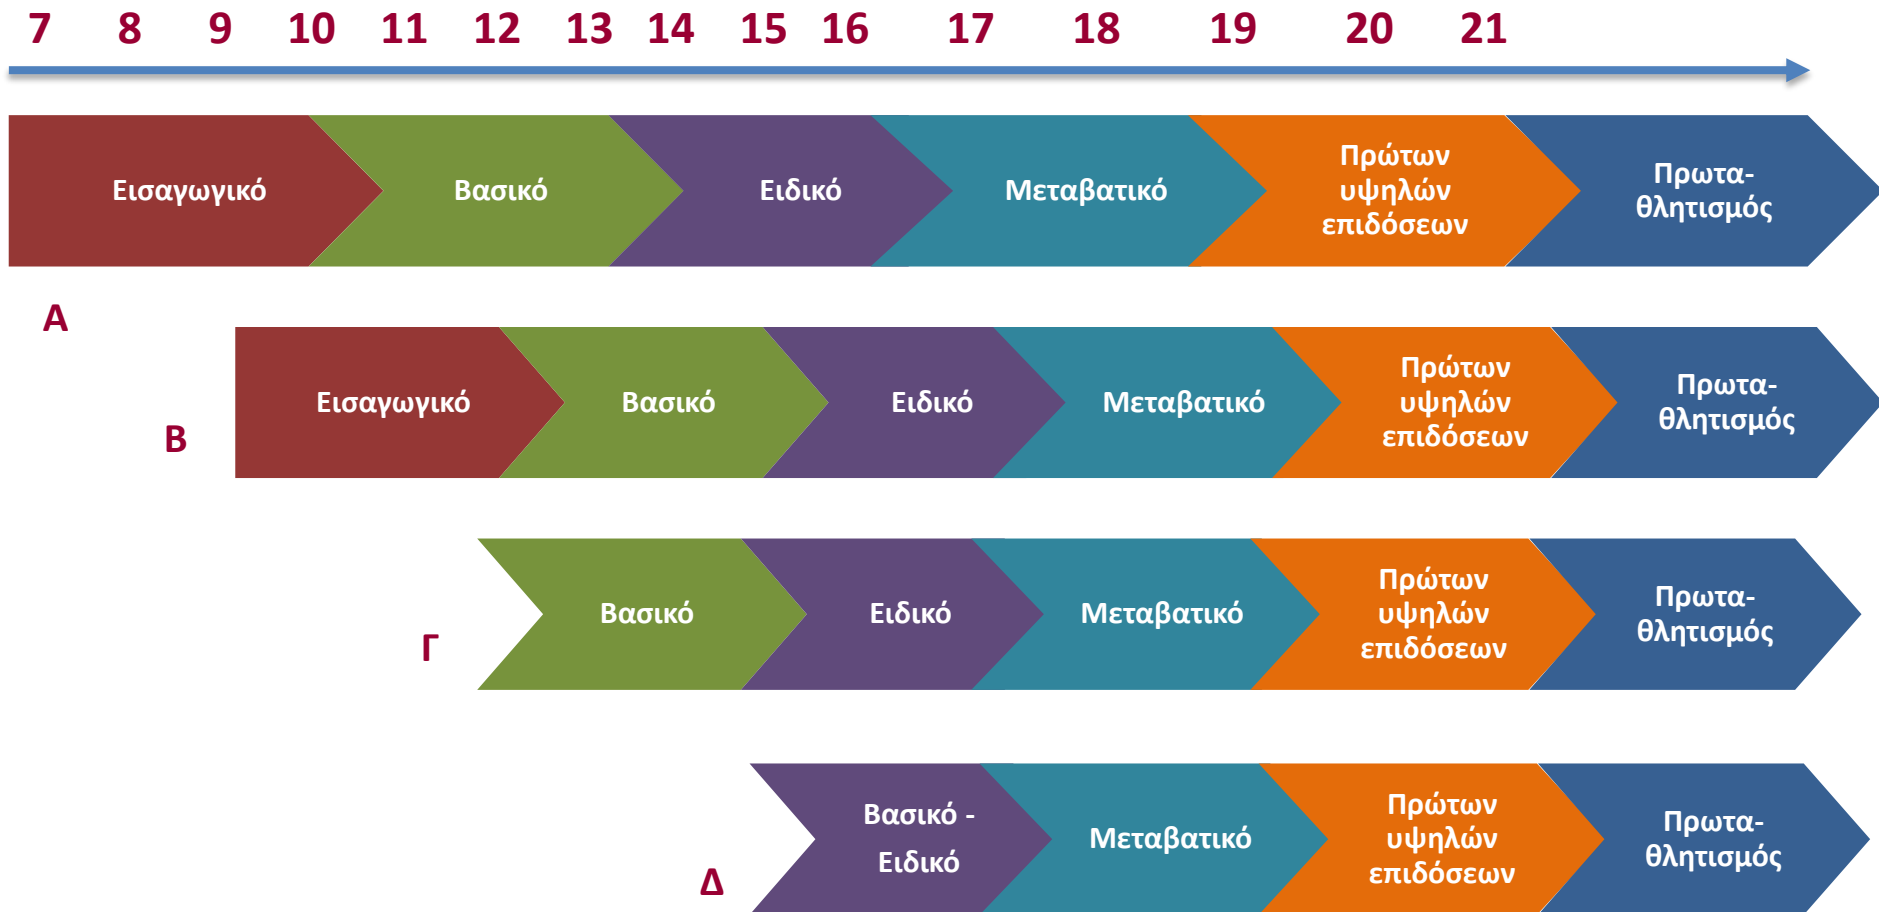 7 8 9 10 11 12 13 14 15 16 17 18 19 20 21
Εισαγωγικό
Βασικό
Ειδικό
Μεταβατικό
Πρώτων
υψηλών
επιδόσεων
Πρωτα-
θλητισμός
Α
Εισαγωγικό
Βασικό
Ειδικό
Μεταβατικό
Πρώτων
υψηλών
επιδόσεων
Πρωτα-
θλητισμός
Β
Βασικό
Ειδικό
Μεταβατικό
Πρώτων
υψηλών
επιδόσεων
Πρωτα-
θλητισμός
Γ
Βασικό -
Ειδικό
Μεταβατικό
Πρώτων
υψηλών
επιδόσεων
Πρωτα-
θλητισμός
Δ